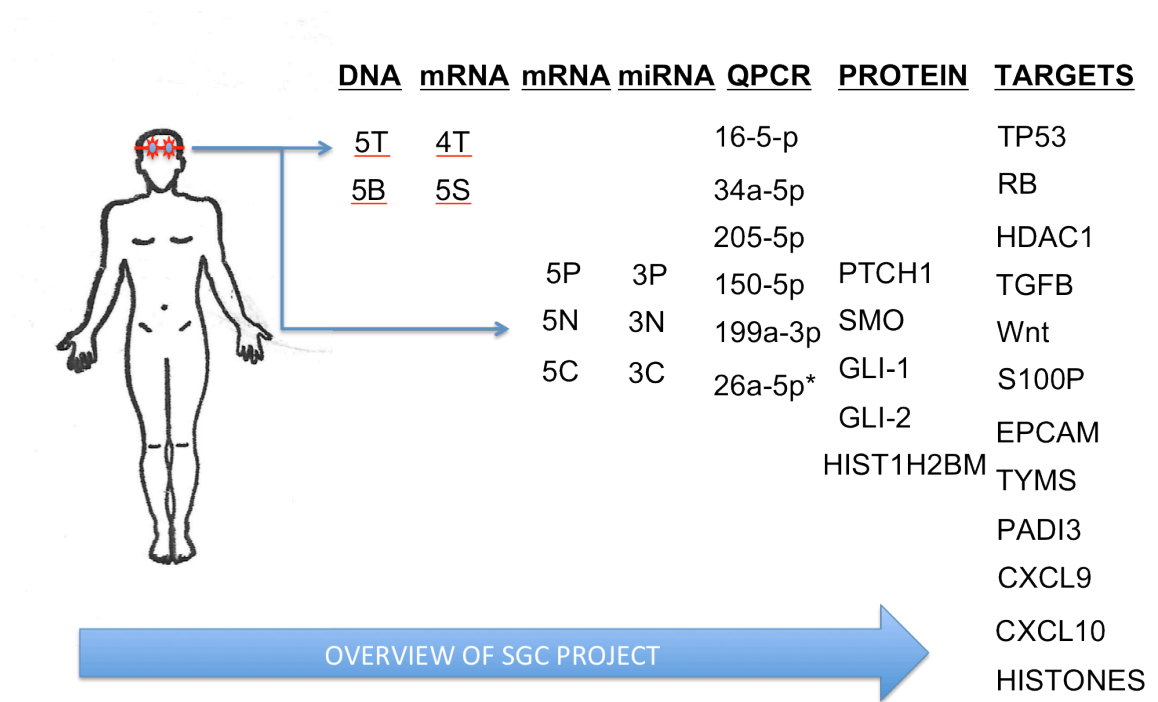 DNA mRNA mRNA miRNA QPCR PROTEIN TARGETS
5T 4T 16-5-p TP53
5B 5S 34a-5p RB
205-5p HDAC1
5P 3P 150-5p PTCH1 TGFB
5N 3N 199a-3p SMO Wnt
5C 3C 26a-5p* GLI-1 S100P
GLI-2 EPCAM
HIST1H2BM TYMS
PADI3
CXCL9
CXCL10
OVERVIEW OF SGC PROJECT
HISTONES